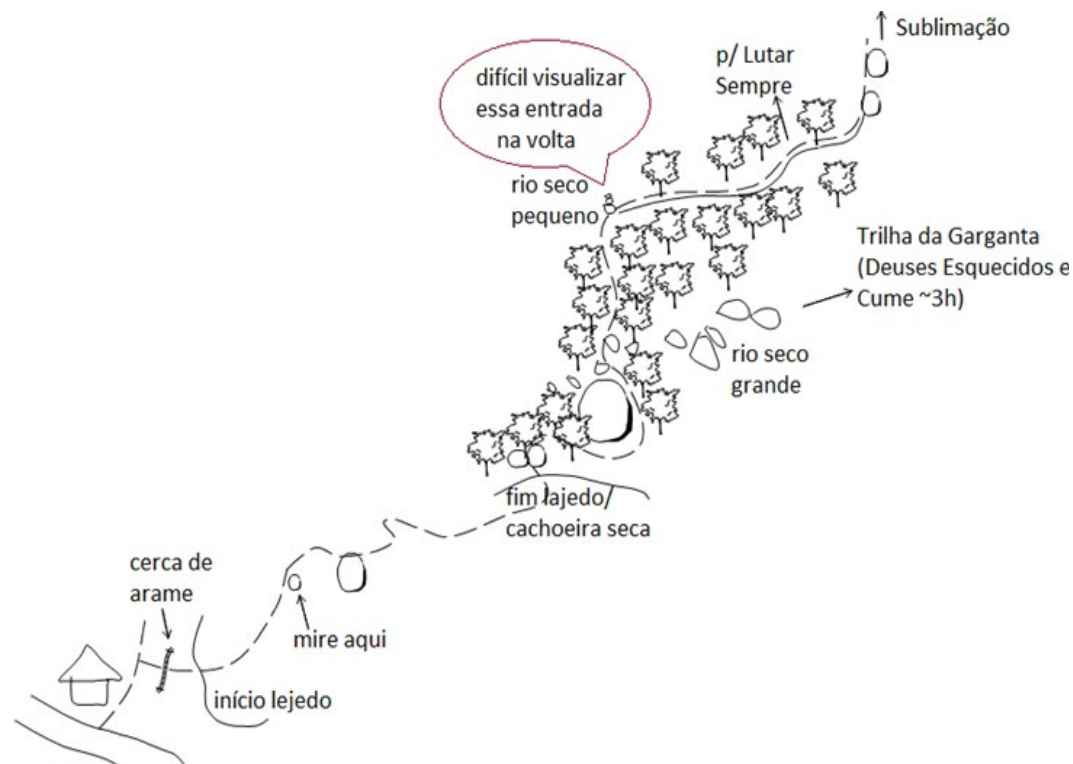 Sublimação
p/ Lutar
Sempre
difícil visualizar
essa entrada
na volta
rio seco
pequeno
Trilha da Garganta
(Deuses Esquecidos e
Cume ~3h)
rio seco
grande
fim lajedo/
cachoeira seca
cerca de
arame
mire aqui
início lejedo